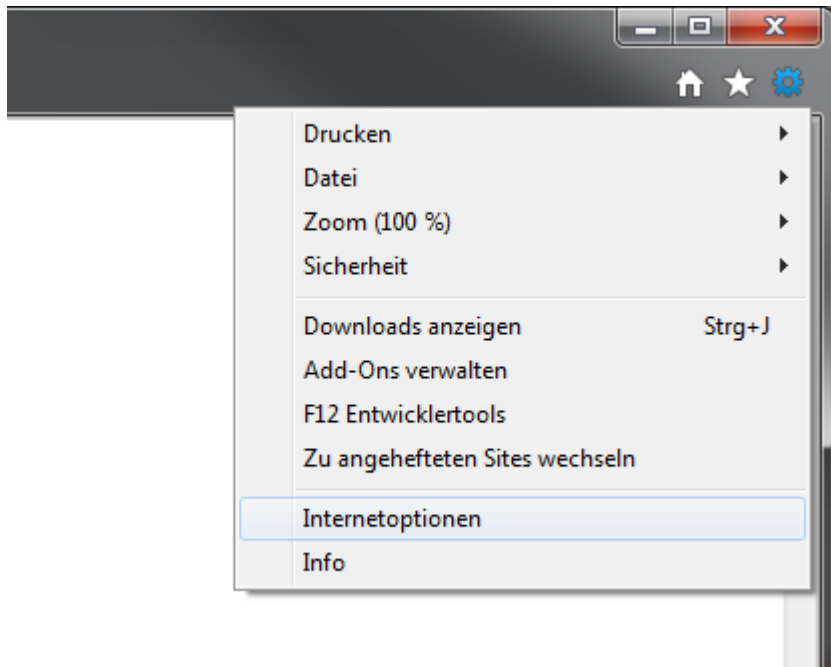 Drucken
Datei
Zoom (100 %)
Sicherheit
Downloads anzeigen Strg+J
Add-Ons verwalten
F12 Entwicklertools
Zu angehefteten Sites wechseln
Internetoptionen
Info